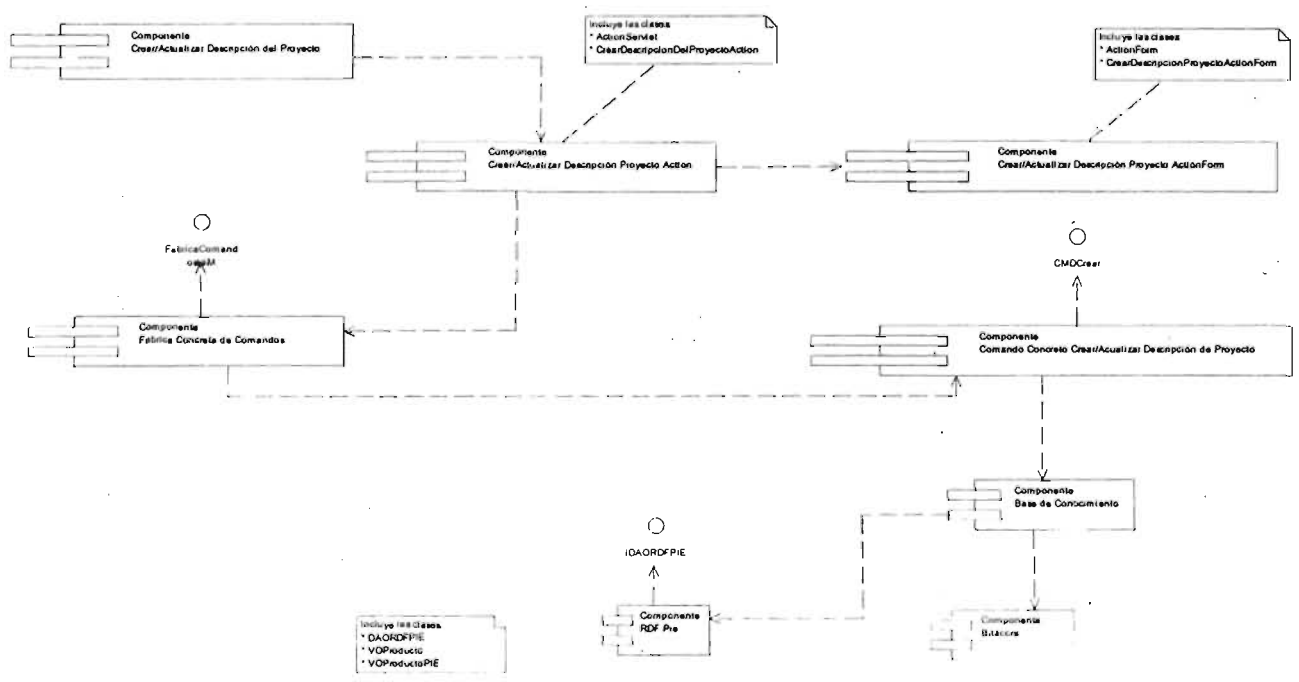 Componente
Crear/Actualizar Descripción del Proyecto
Incluye las clases
* ActionServlet
* CrearDescripcionDelProyectoAction
Incluye las clases
* ActionForm
* CrearDescripcionProyectoActionForm
Componente
Crear/Actualizar Descripción Proyecto Action
Componente
Crear/Actualizar Descripción Proyecto ActionForm
FabricaComand
CMDCrear
Componente
Fabrica Concreta de Comandos
Componente
Comando Concreto Crear/Acualizar Descripción de Proyecto
Componente
Base de Conocimiento
IDAORDFPIE
Componente
RDF Pie
Componente
Bitácora
Incluye las clases
* DAORDFPIE
* VOProducto
* VOProductoPIE